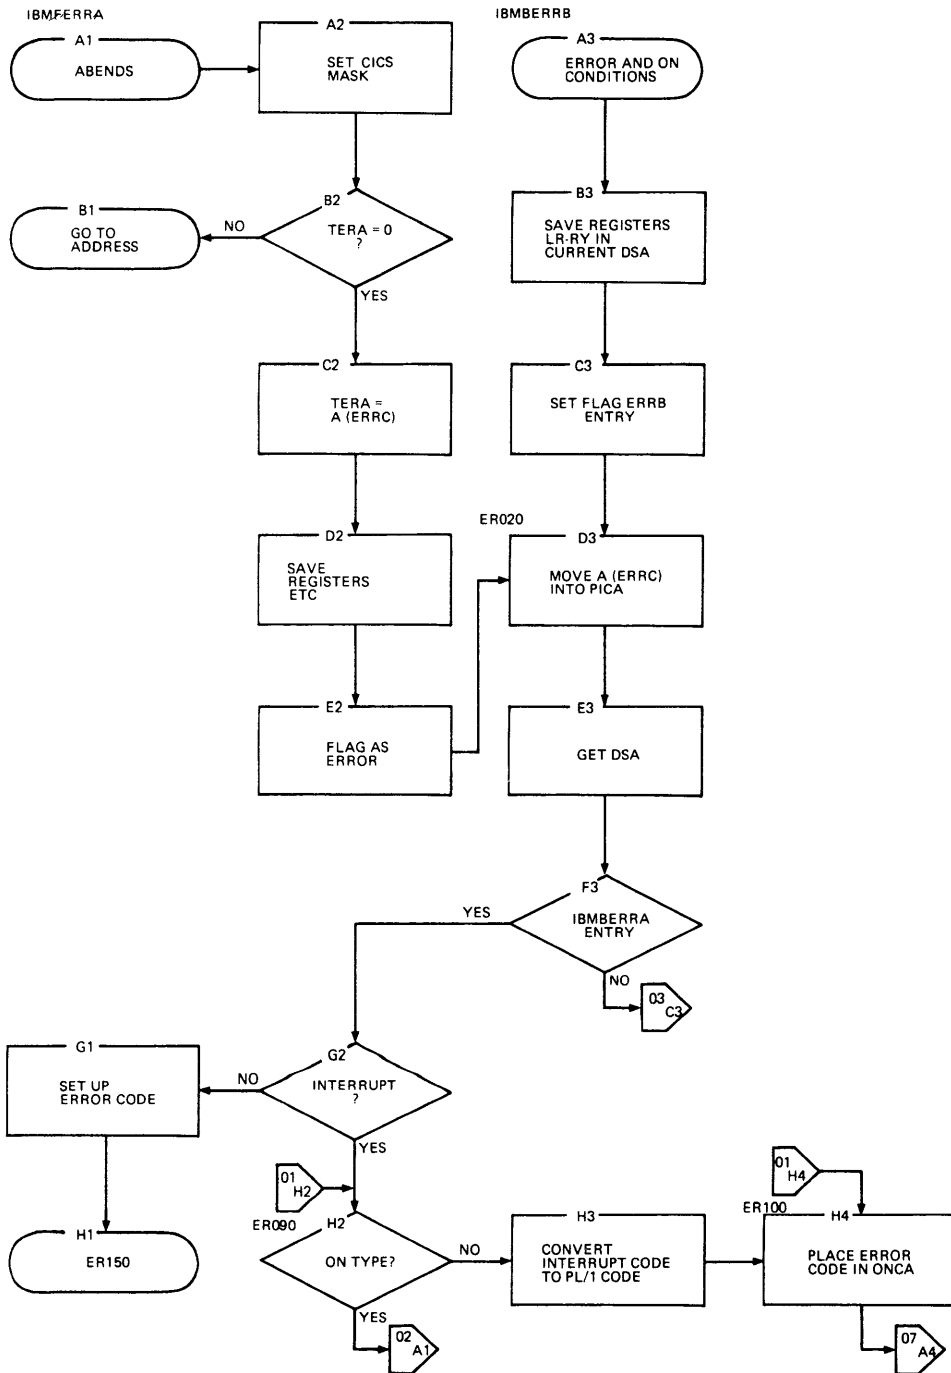 IBMFERRA
A1
ABENDS
A2
SET CICS
MASK
IBMBERRB
A3
ERROR AND ON
CONDITIONS
B1
GO TO
ADDRESS
NO
B2
TERA = 0
?
YES
B3
SAVE REGISTERS
LR-RY IN
CURRENT DSA
C2
TERA =
A (ERRC)
C3
SET FLAG ERRB
ENTRY
D2
SAVE
REGISTERS
ETC
ER020
D3
MOVE A (ERRC)
INTO PICA
E2
FLAG AS
ERROR
E3
GET DSA
F3
IBMBERRA
ENTRY
YES
NO
03
C3
G1
SET UP
ERROR CODE
NO
G2
INTERRUPT
?
YES
01
H2
01
H4
H1
ER150
ER090
H2
ON TYPE?
NO
YES
H3
CONVERT
INTERRUPT CODE
TO PL/1 CODE
ER100
H4
PLACE ERROR
CODE IN ONCA
02
A1
07
A4